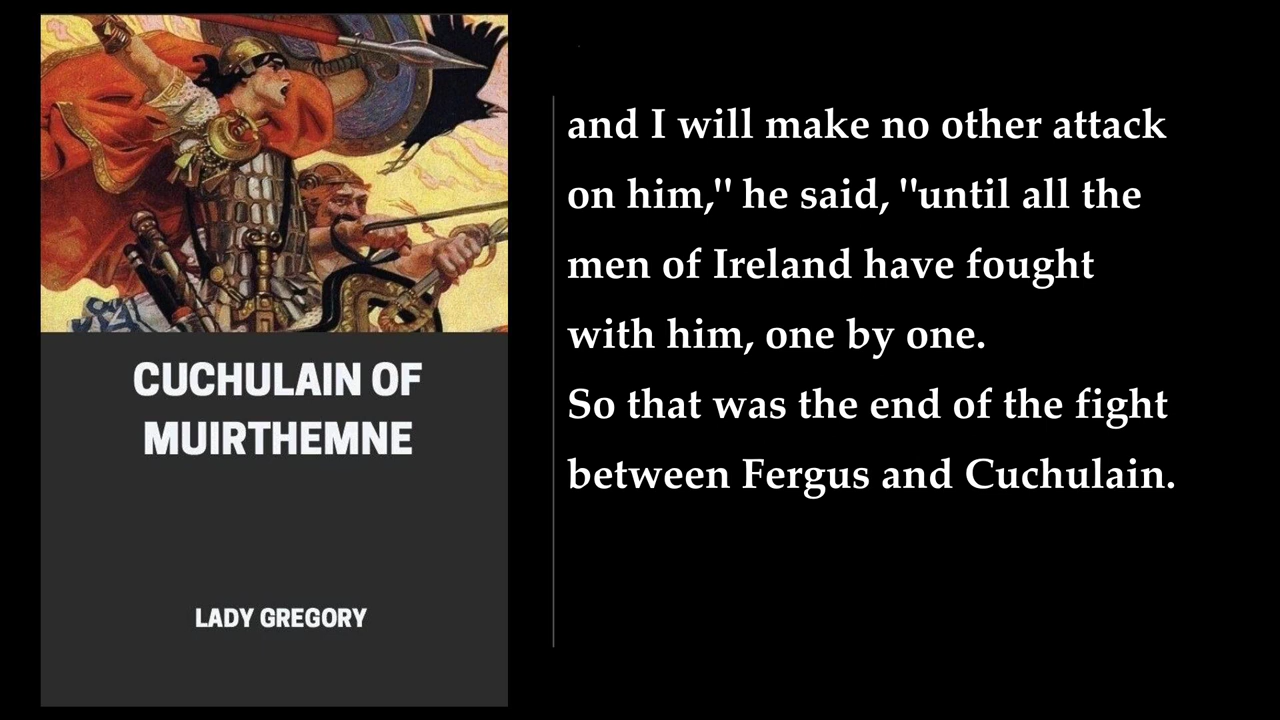 CUCHULAIN OF
MUIRTHEMNE
LADY GREGORY
and I will make no other attack
on him," he said, "until all the
men of Ireland have fought
with him, one by one.
So that was the end of the fight
between Fergus and Cuchulain.